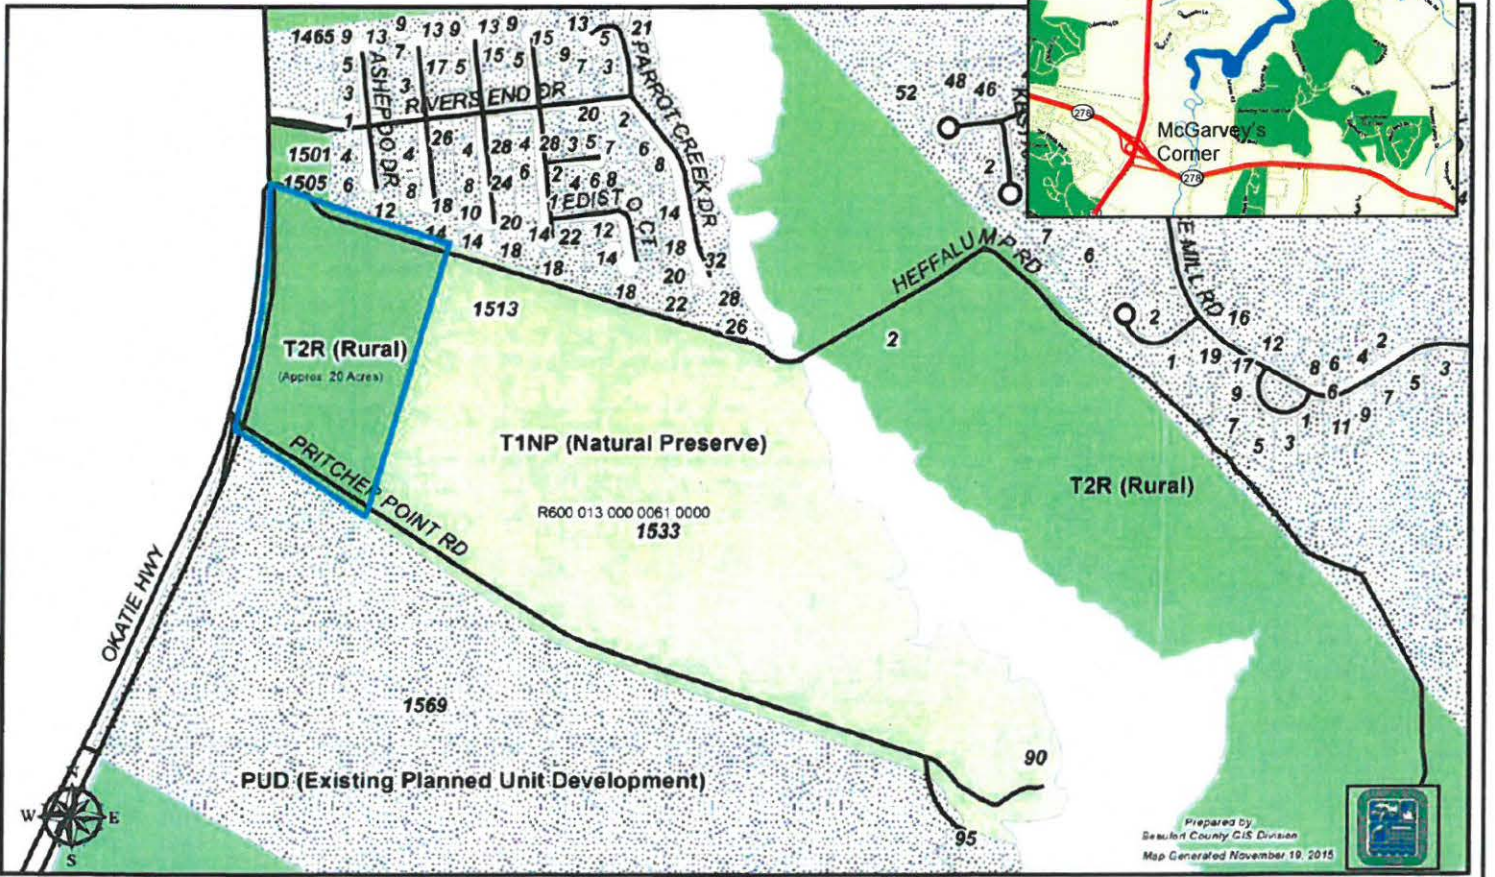 1465 9 13 9 13 9 13 9 15 13 5 21
5 7 17 5 15 5 9 7 3
3 3
1
ASHEPOO DR
RIVERS END DR
PARROT CREEK DR
20 2
1501 4 4 26 4 28 4 28 3 5 7 6 8
1505 6 8 8 24 6 2 4 6 8
12 18 10 20 1
EDISTO CT
14 14 18 14 22 12 14 18 32
18 14 20
18 22 28
26
52 48 46
2
278
McGarvey's
Corner
278
7 6
HEFFALUMP RD
E MILL RD
2
1513
T2R (Rural)
(Approx. 20 Acres)
2 16 12 2
1 19 17 8 6 4 3
9 6 5
7 7
5 3 1 11 9
PRITCHER POINT RD
T1NP (Natural Preserve)
T2R (Rural)
R600 013 000 0061 0000
1533
OKATIE HWY
1569
PUD (Existing Planned Unit Development)
90
95
W E
S
Prepared by
Beaufort County GIS Division
Map Generated November 19, 2015